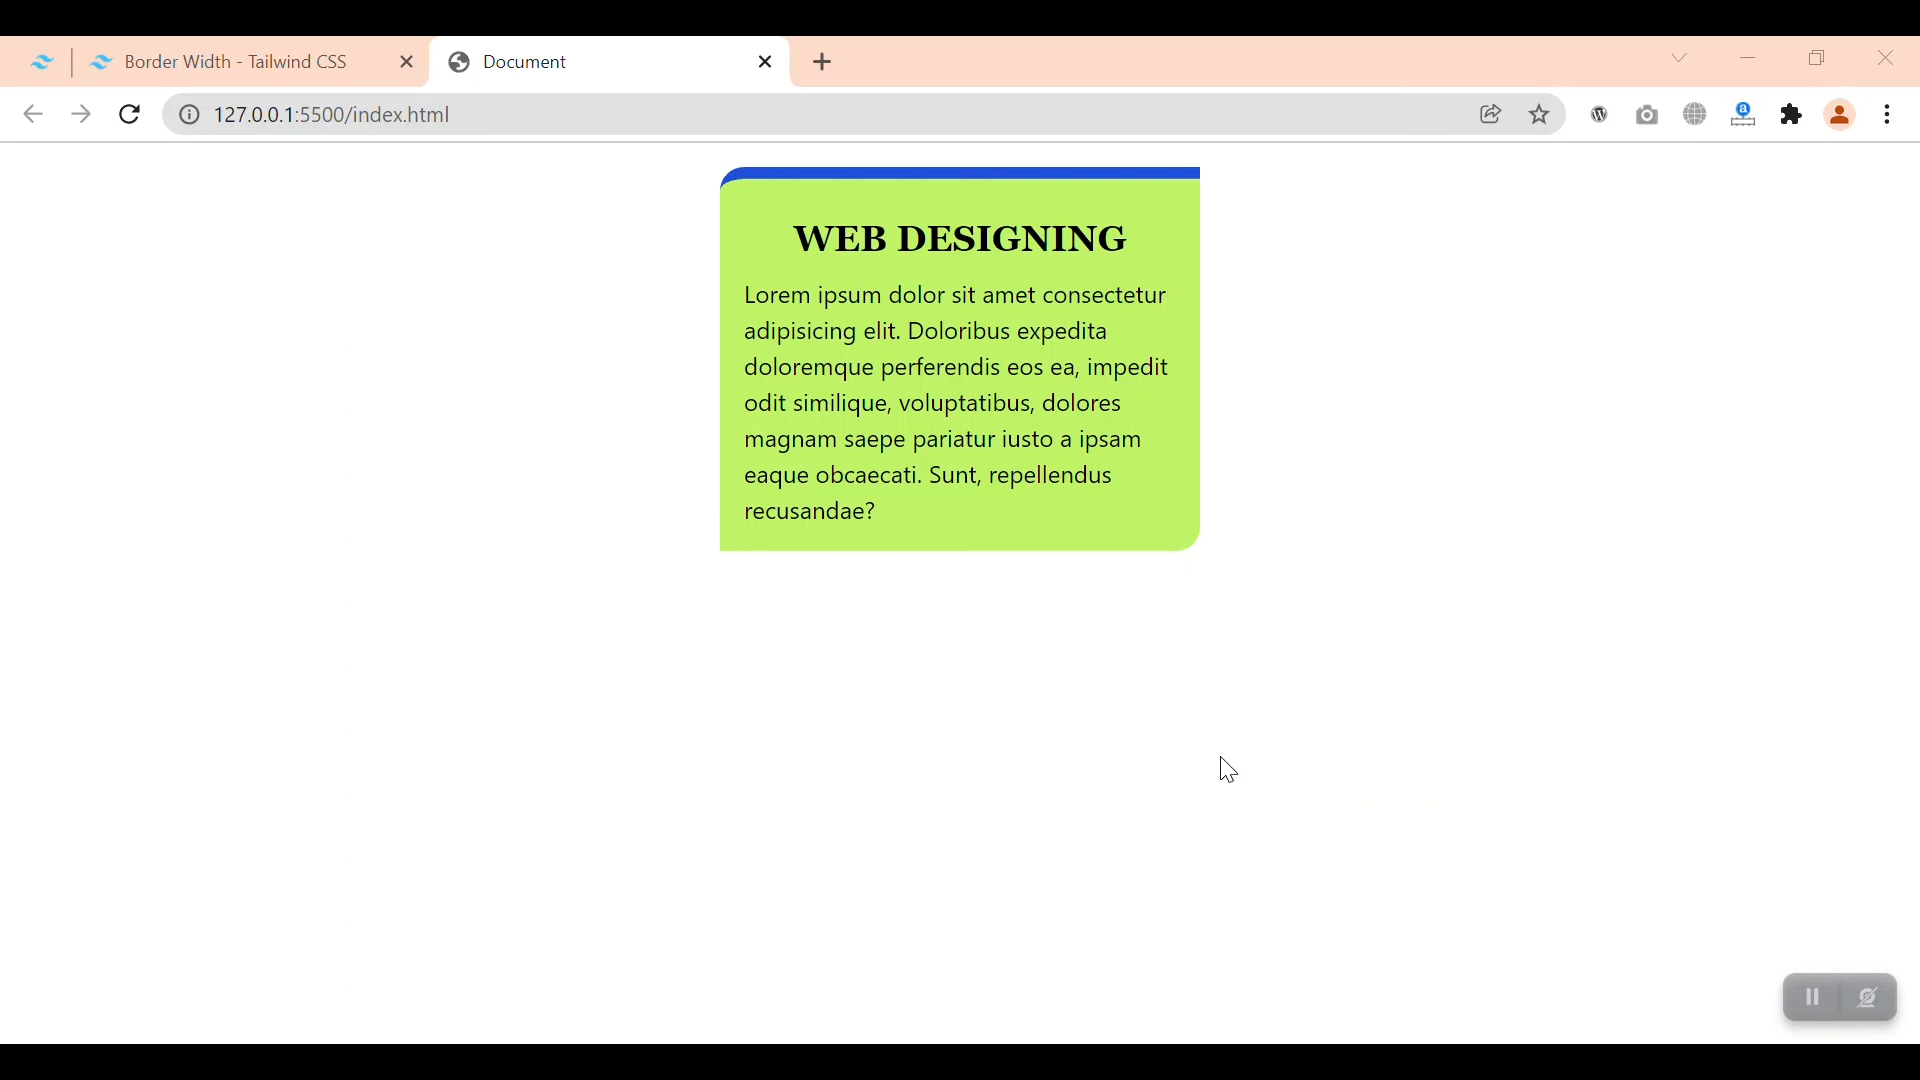 Border Width - Tailwind CSS
Document
127.0.0.1:5500/index.html
WEB DESIGNING
Lorem ipsum dolor sit amet consectetur
adipisicing elit. Doloribus expedita
doloremque perferendis eos ea, impedit
odit similique, voluptatibus, dolores
magnam saepe pariatur iusto a ipsam
eaque obcaecati. Sunt, repellendus
recusandae?